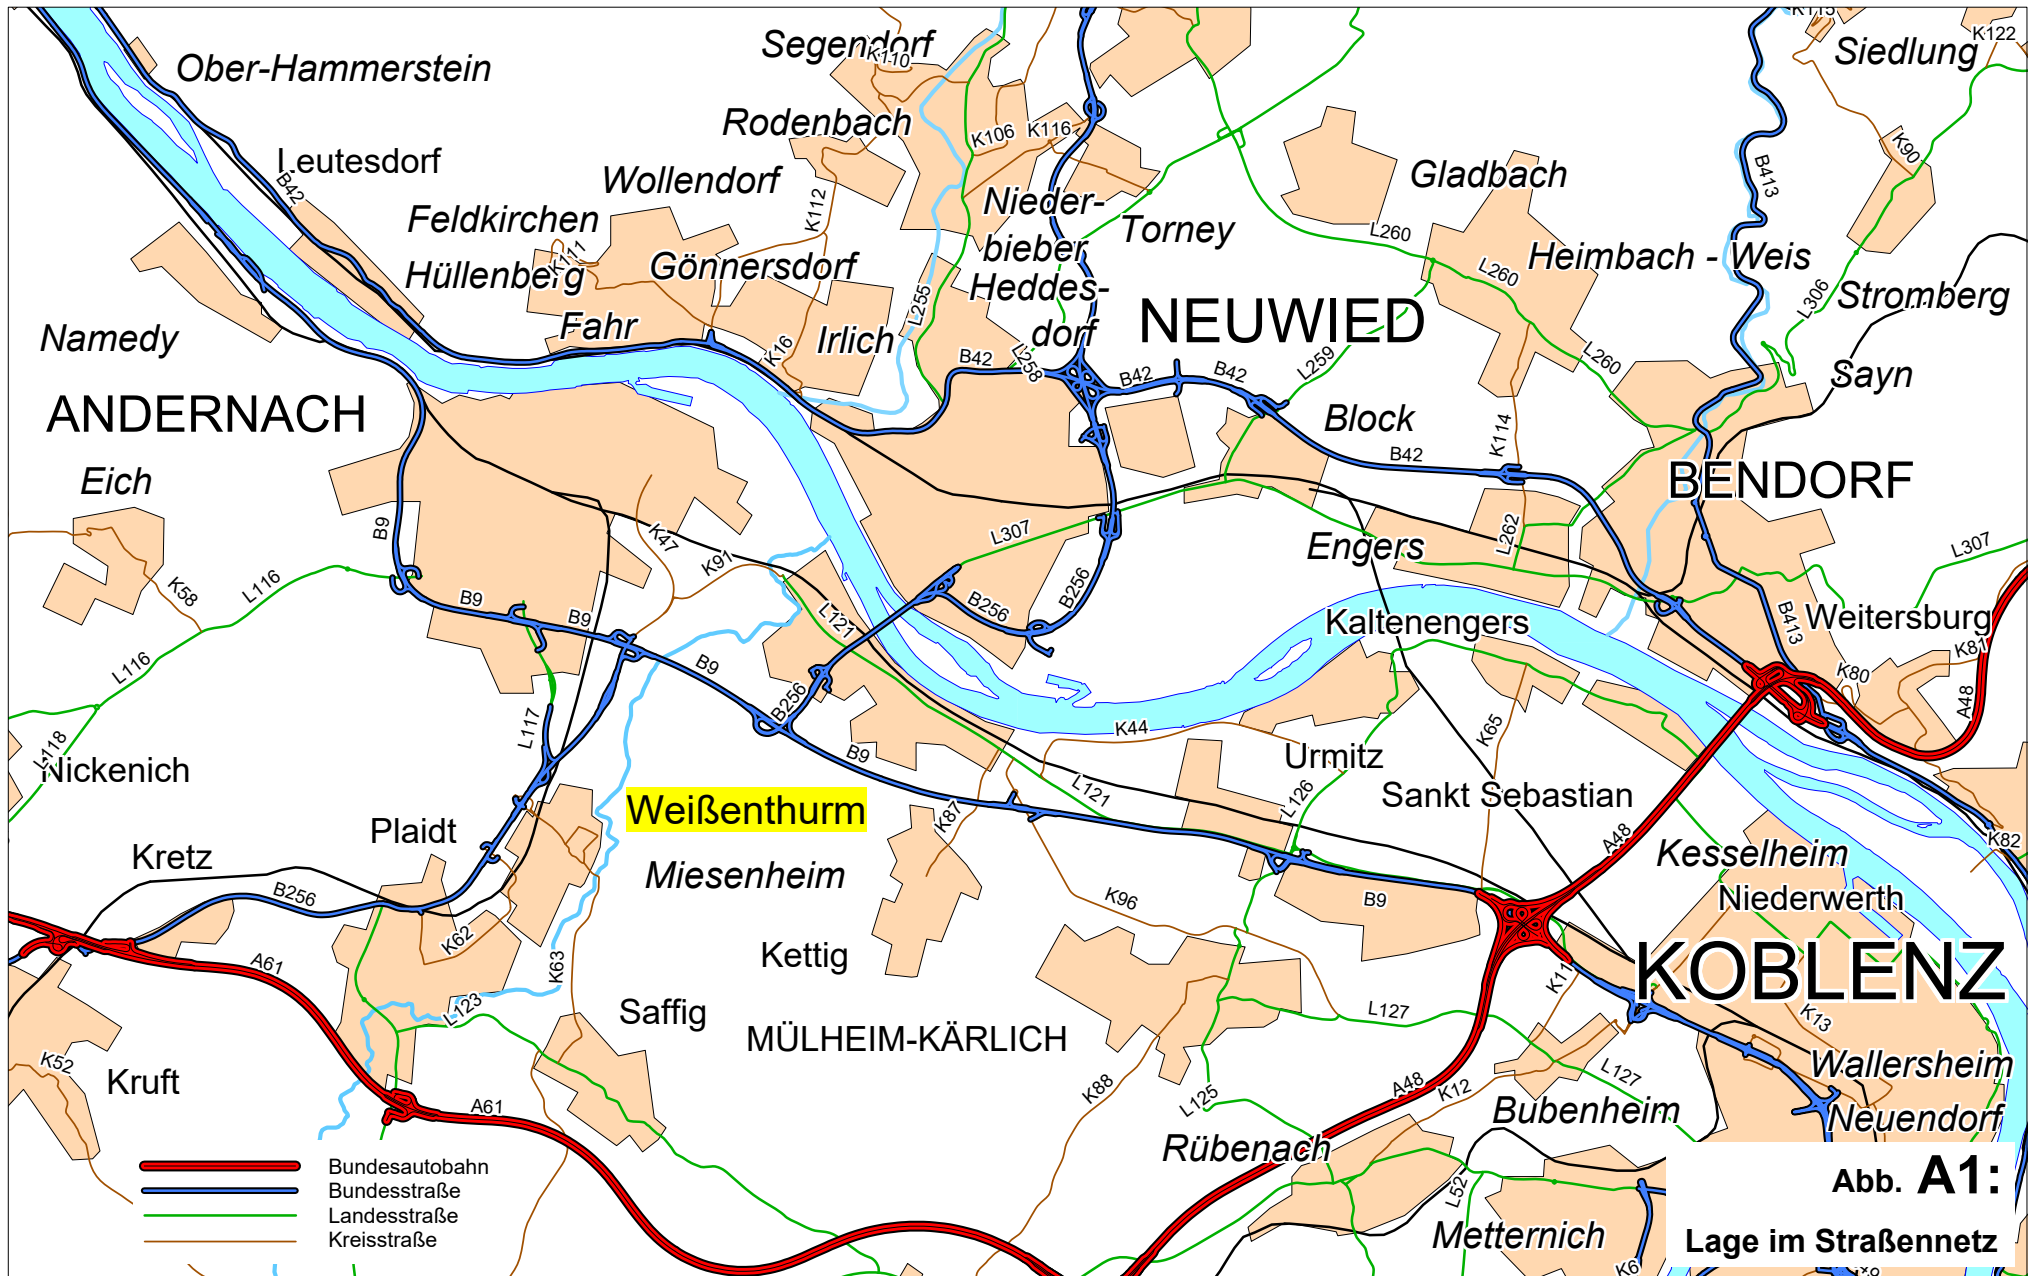 K115
K122
Siedlung
Segendorf
K110
Ober-Hammerstein
Rodenbach
K106
K116
K90
B413
Leutesdorf
B42
Wollendorf
K112
Gladbach
Feldkirchen
K111
Nieder-
bieber
Torney
L260
Hüllenberg
Gönnersdorf
Heddes-
dorf
L260
Heimbach - Weis
L306
Stromberg
L255
NEUWIED
Namedy
Fahr
K16
Irlich
B42
L258
B42
B42
L259
L260
Sayn
ANDERNACH
Block
K114
B42
Eich
BENDORF
B9
K47
L307
L262
Engers
L307
K58
L116
K91
B256
B256
B9
B9
L121
Kaltenengers
B413
Weitersburg
K81
L116
B9
B256
K80
A48
L118
L117
Nickenich
B9
K44
K65
Urmitz
L121
L126
Sankt Sebastian
Weißenthurm
K87
A48
K82
Plaidt
Kretz
Miesenheim
Kesselheim
B256
K96
B9
Niederwerth
K62
Kettig
KOBLENZ
A61
K63
K11
L123
Saffig
L127
K13
MÜLHEIM-KÄRLICH
K52
Kruft
K88
A48
K12
L127
Wallersheim
L125
A61
Bubenheim
Neuendorf
Rübenach
L52
Metternich
K6
Bundesautobahn
Bundesstraße
Landesstraße
Kreisstraße
Abb. A1:
Lage im Straßennetz